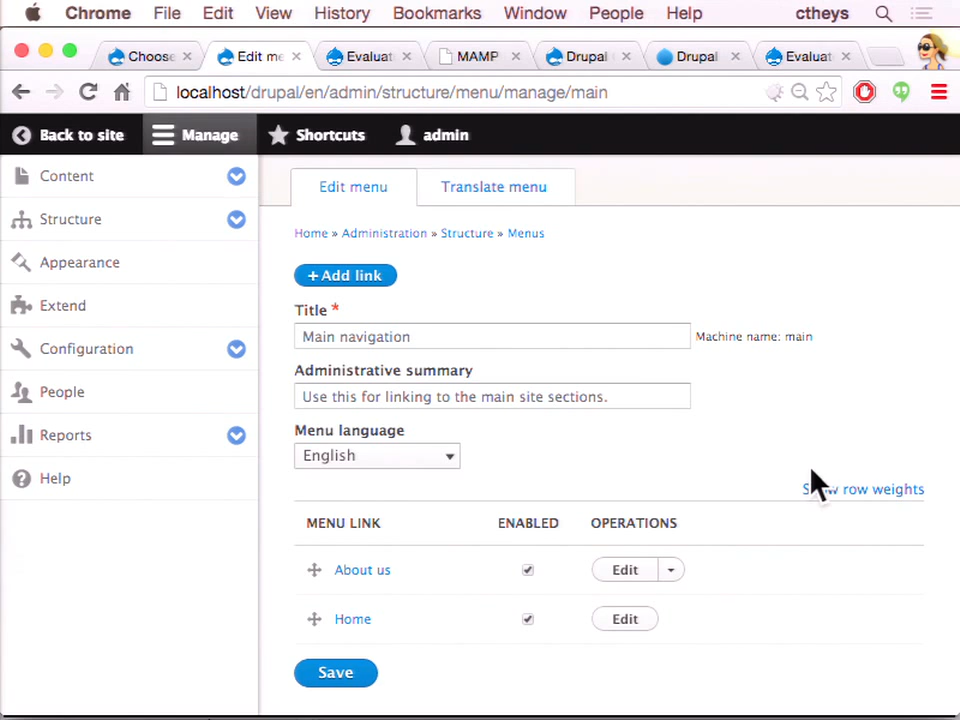 Chrome File Edit View History Bookmarks Window People Help ctheys
Choose Edit me Evaluat MAMP Drupal Drupal Evaluat
localhost/drupal/en/admin/structure/menu/manage/main
Back to site Manage Shortcuts admin
Content
Structure
Appearance
Extend
Configuration
People
Reports
Help
Edit menu Translate menu
Home » Administration » Structure » Menus
+ Add link
Title *
Main navigation Machine name: main
Administrative summary
Use this for linking to the main site sections.
Menu language
English
Show row weights
MENU LINK ENABLED OPERATIONS
About us Edit
Home Edit
Save